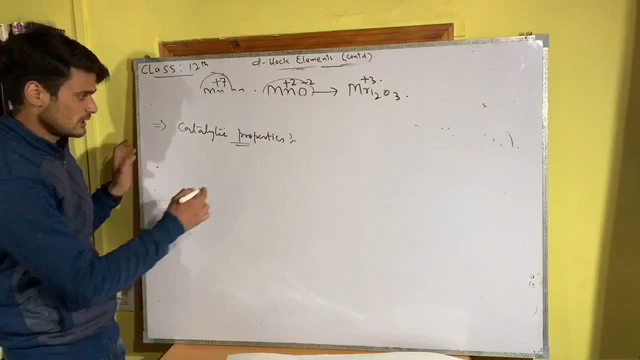 Class: 12th d-block Elements (contd)
+7 +2 -2 +3
Mn MnO → Mn2O3.
⇒ Catalytic properties: